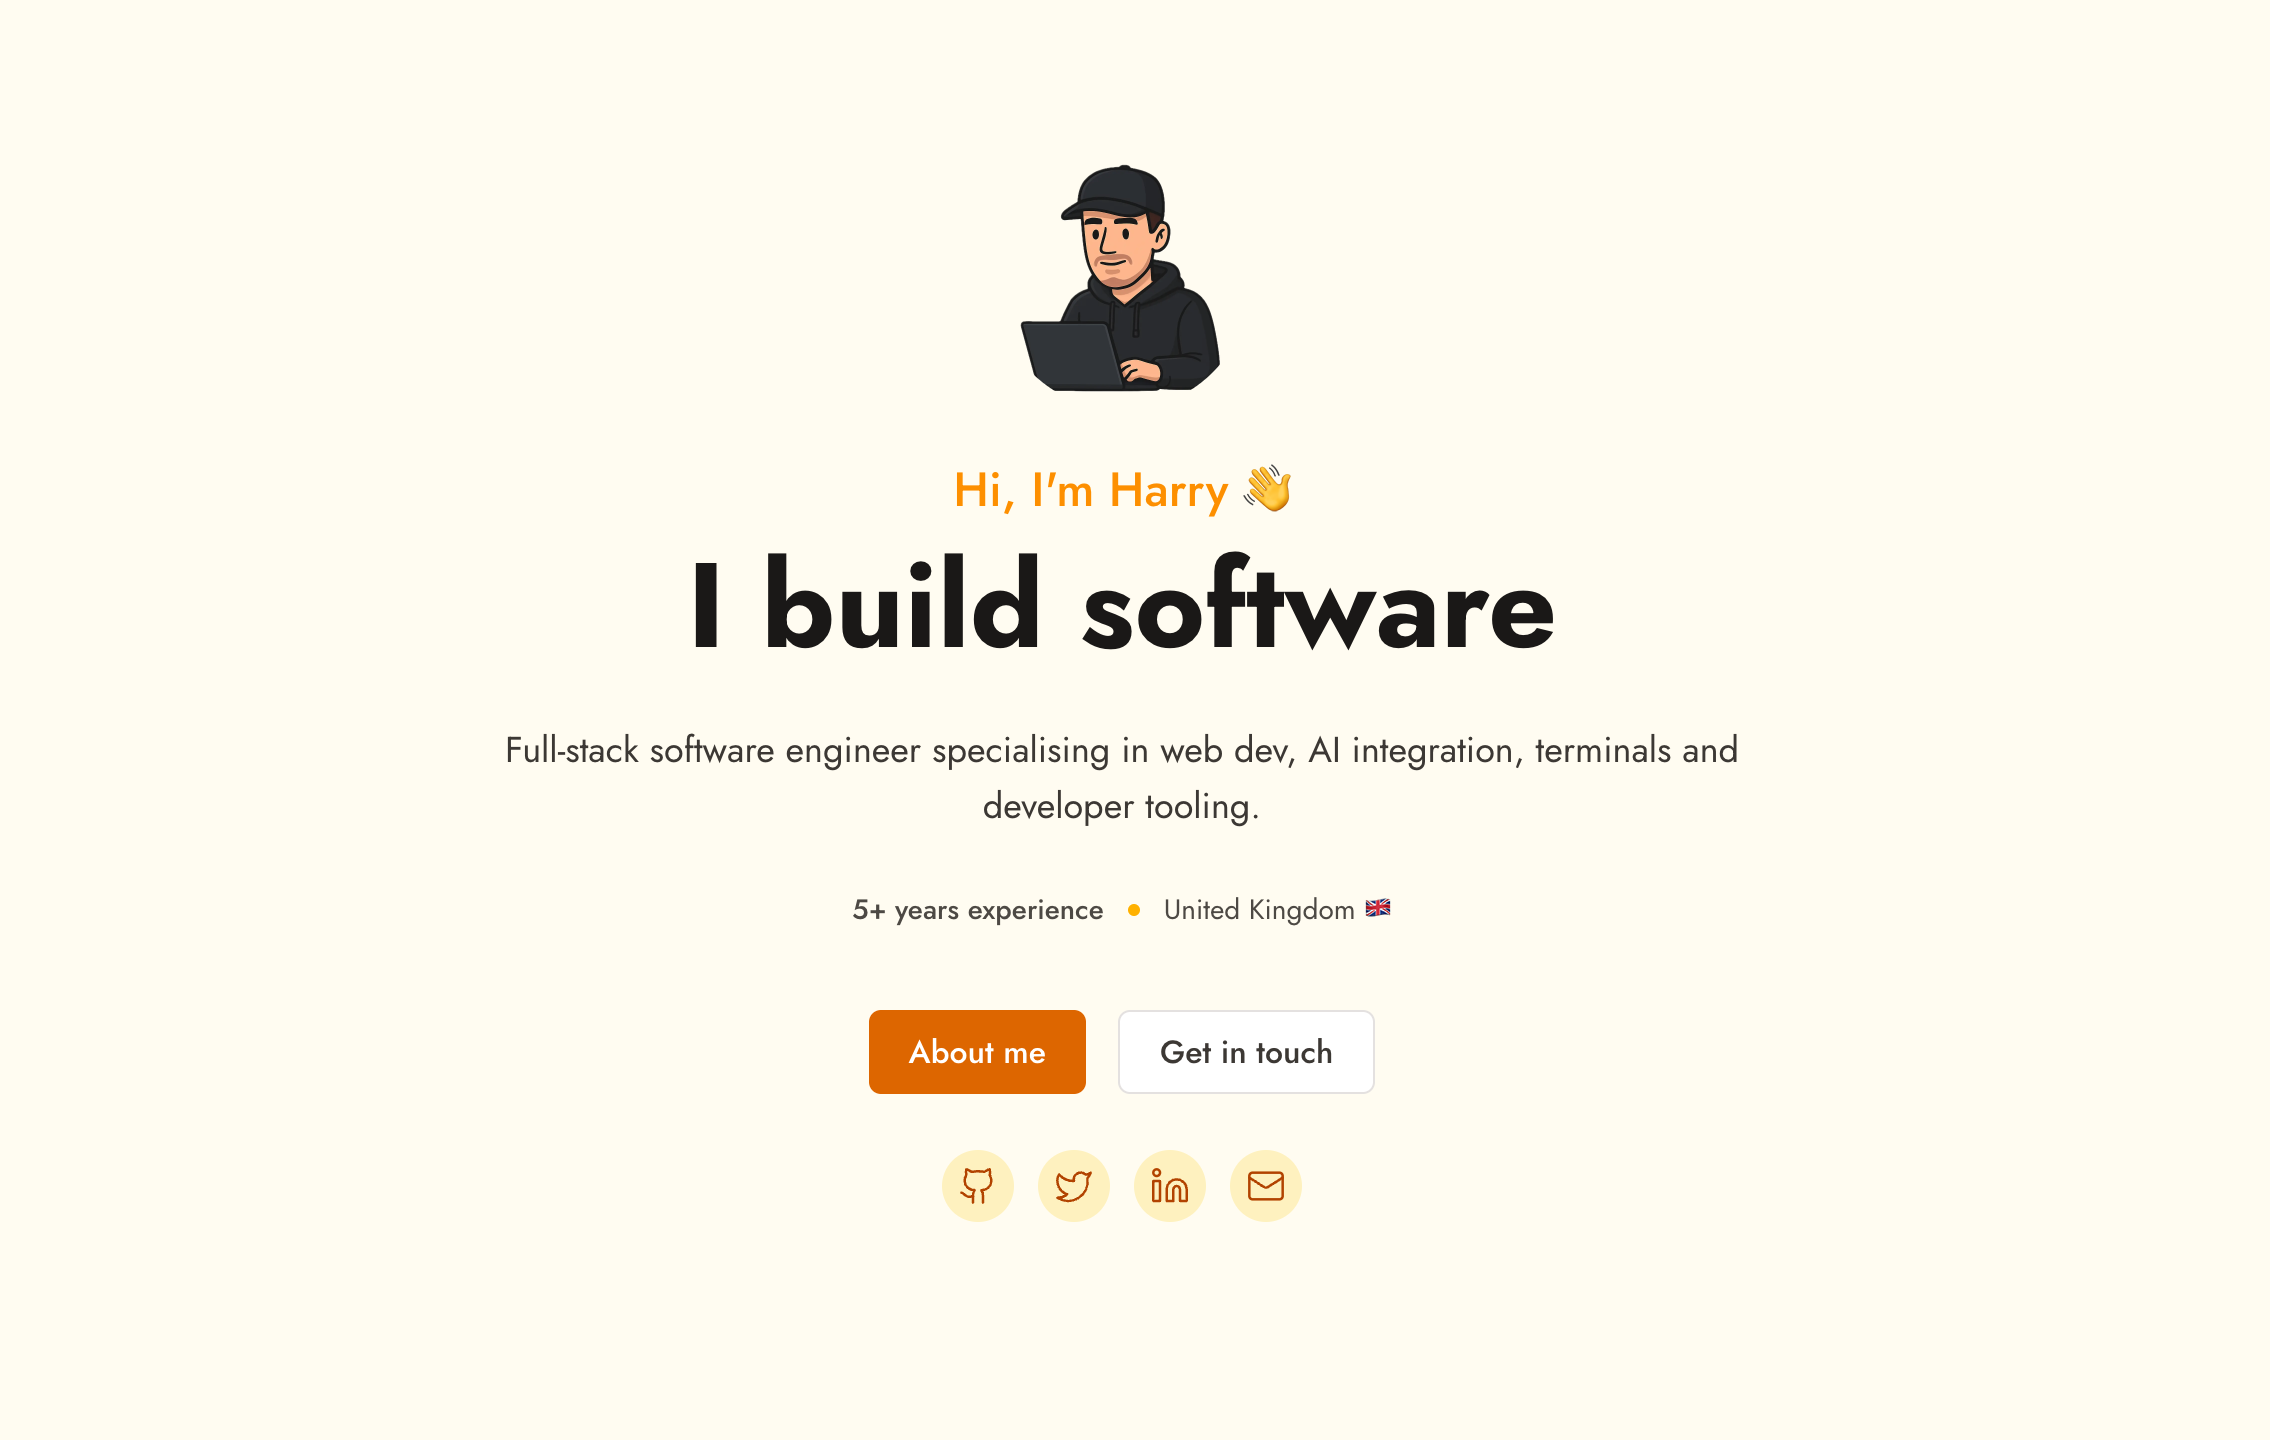 Hi, I'm Harry 👋
I build software
Full-stack software engineer specialising in web dev, AI integration, terminals and
developer tooling.
5+ years experience • United Kingdom 🇬🇧
About me
Get in touch